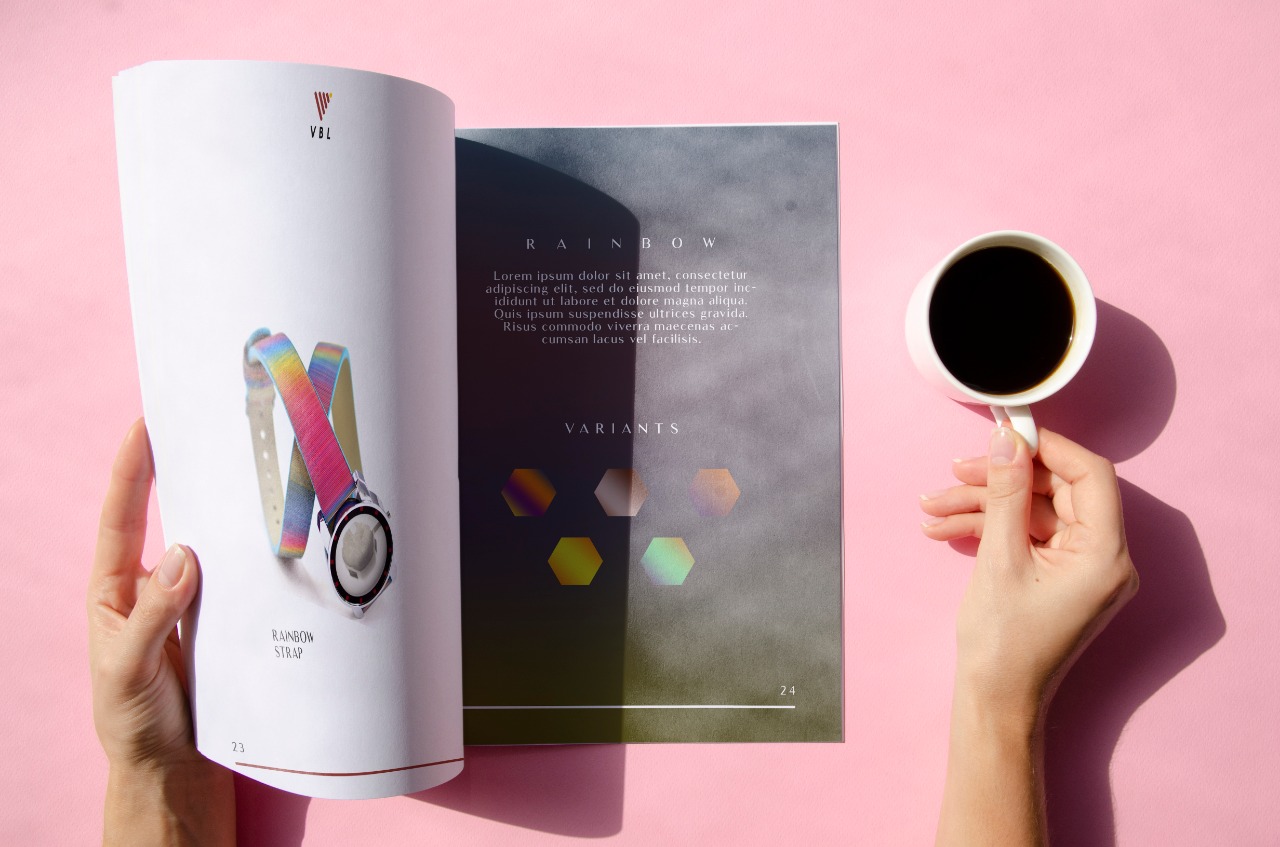 VBL
RAINBOW
STRAP
23
RAINBOW
Lorem ipsum dolor sit amet, consectetur
adipiscing elit, sed do eiusmod tempor inc-
ididunt ut labore et dolore magna aliqua.
Quis ipsum suspendisse ultrices gravida.
Risus commodo viverra maecenas ac-
cumsan lacus vel facilisis.
VARIANTS
24